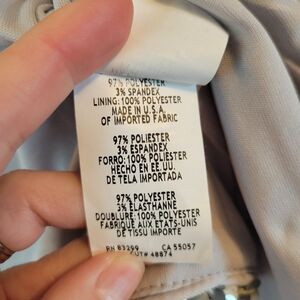 97% POLYESTER
3% SPANDEX
LINING: 100% POLYESTER
MADE IN U.S.A.
OF IMPORTED FABRIC
97% POLIESTER
3% ESPANDEX
FORRO: 100% POLIESTER
HECHO EN EE.UU.
DE TELA IMPORTADA
97% POLYESTER
3% ELASTHANNE
DOUBLURE: 100% POLYESTER
FABRIQUE AUX ETATS-UNIS
DE TISSU IMPORTE
RN 83299 CA 55057
CUT# 48874